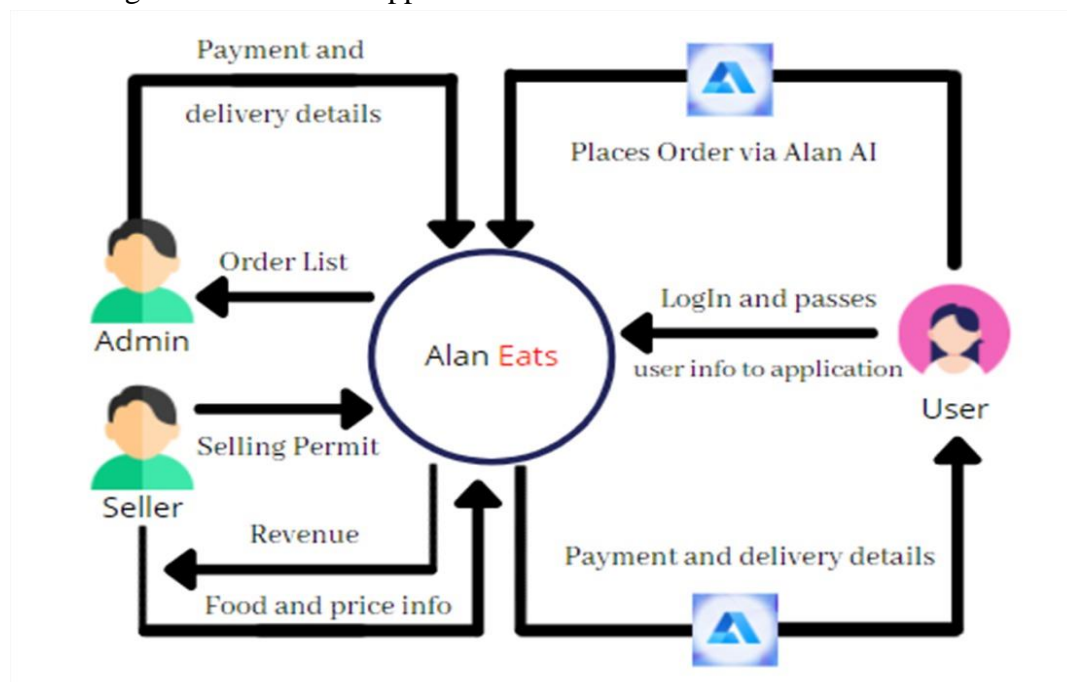 Payment and
delivery details
Places Order via Alan AI
Order List
Admin
LogIn and passes
user info to application
Alan Eats
User
Selling Permit
Seller
Revenue
Food and price info
Payment and delivery details